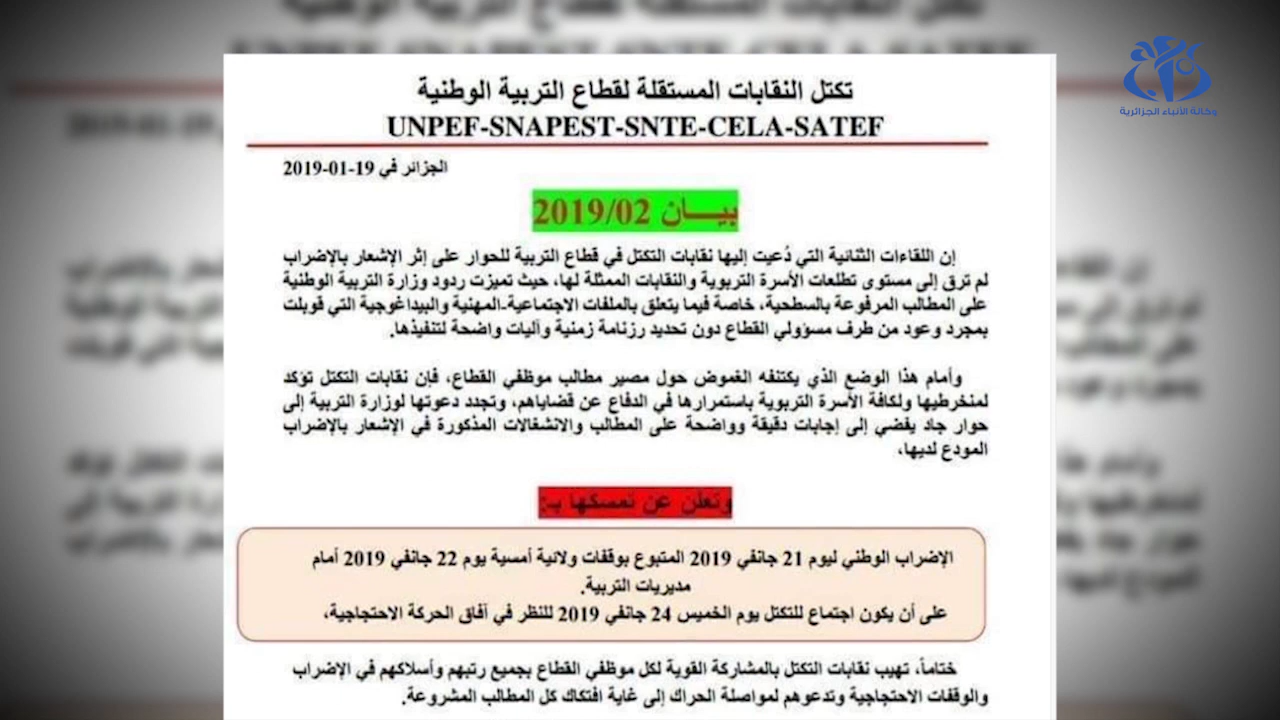 وكالة الأنباء الجزائرية
تكتل النقابات المستقلة لقطاع التربية الوطنية
UNPEF-SNAPEST-SNTE-CELA-SATEF
الجزائر في 19-01-2019
بيـــان 2019/02
إن اللقاءات الثنائية التي دُعيت إليها نقابات التكتل في قطاع التربية للحوار على إثر الإشعار بالإضراب
لم ترق إلى مستوى تطلعات الأسرة التربوية والنقابات الممثلة لها، حيث تميزت ردود وزارة التربية الوطنية
على المطالب المرفوعة بالسطحية، خاصة فيما يتعلق بالملفات الاجتماعية-المهنية والبيداغوجية التي قوبلت
بمجرد وعود من طرف مسؤولي القطاع دون تحديد رزنامة زمنية وآليات واضحة لتنفيذها.
وأمام هذا الوضع الذي يكتنفه الغموض حول مصير مطالب موظفي القطاع، فإن نقابات التكتل تؤكد
لمنخرطيها ولكافة الأسرة التربوية باستمرارها في الدفاع عن قضاياهم، وتجدد دعوتها لوزارة التربية إلى
حوار جاد يفضي إلى إجابات دقيقة وواضحة على المطالب والانشغالات المذكورة في الإشعار بالإضراب
المودع لديها،
وتعلن عن تمسكها بـ:
الإضراب الوطني ليوم 21 جانفي 2019 المتبوع بوقفات ولائية أمسية يوم 22 جانفي 2019 أمام
مديريات التربية.
على أن يكون اجتماع للتكتل يوم الخميس 24 جانفي 2019 للنظر في آفاق الحركة الاحتجاجية،
ختاماً، تهيب نقابات التكتل بالمشاركة القوية لكل موظفي القطاع بجميع رتبهم وأسلاكهم في الإضراب
والوقفات الاحتجاجية وتدعوهم لمواصلة الحراك إلى غاية افتكاك كل المطالب المشروعة.